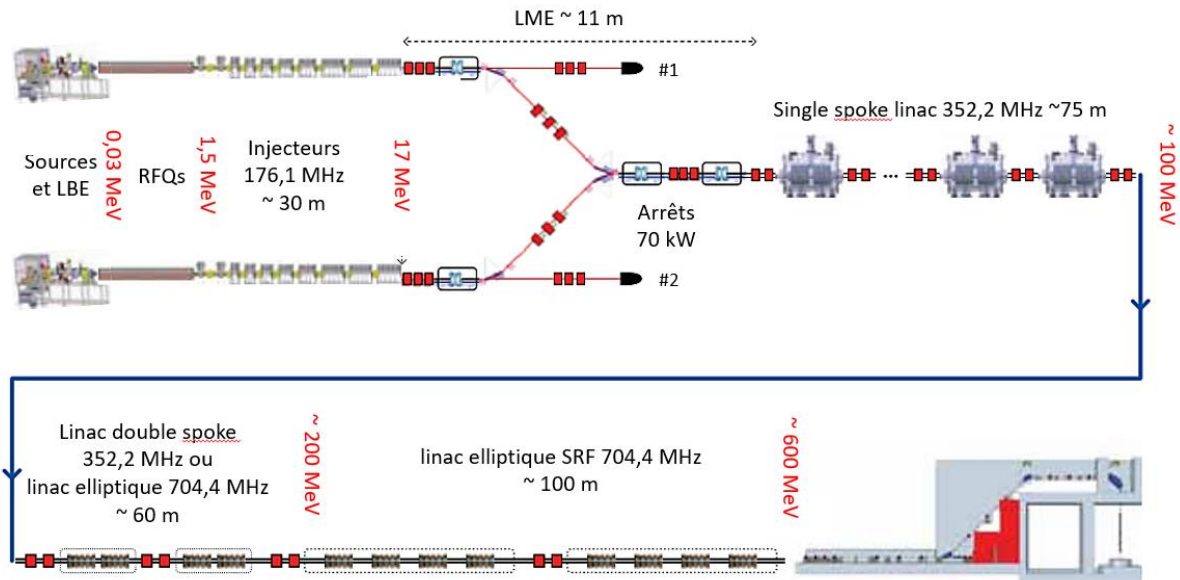 LME ~ 11 m
#1
Single spoke linac 352,2 MHz ~75 m
Sources
et LBE
0,03 MeV
RFQs
1,5 MeV
Injecteurs
176,1 MHz
~ 30 m
17 MeV
Arrêts
70 kW
~ 100 MeV
#2
Linac double spoke
352,2 MHz ou
linac elliptique 704,4 MHz
~ 60 m
~ 200 MeV
linac elliptique SRF 704,4 MHz
~ 100 m
~ 600 MeV